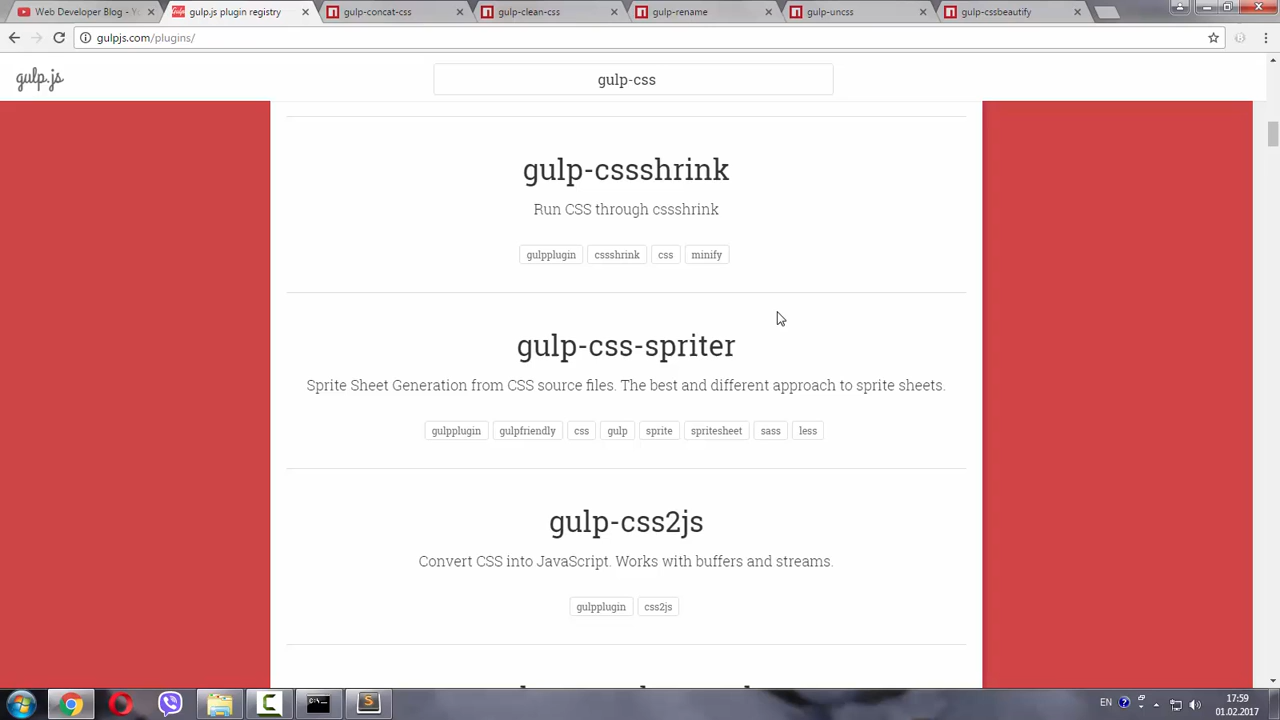 Web Developer Blog - Yo
gulp.js plugin registry
gulp-concat-css
gulp-clean-css
gulp-rename
gulp-uncss
gulp-cssbeautify
gulpjs.com/plugins/
gulp.js
gulp-css
gulp-cssshrink
Run CSS through cssshrink
gulpplugin cssshrink css minify
gulp-css-spriter
Sprite Sheet Generation from CSS source files. The best and different approach to sprite sheets.
gulpplugin gulpfriendly css gulp sprite spritesheet sass less
gulp-css2js
Convert CSS into JavaScript. Works with buffers and streams.
gulpplugin css2js
EN
17:59
01.02.2017